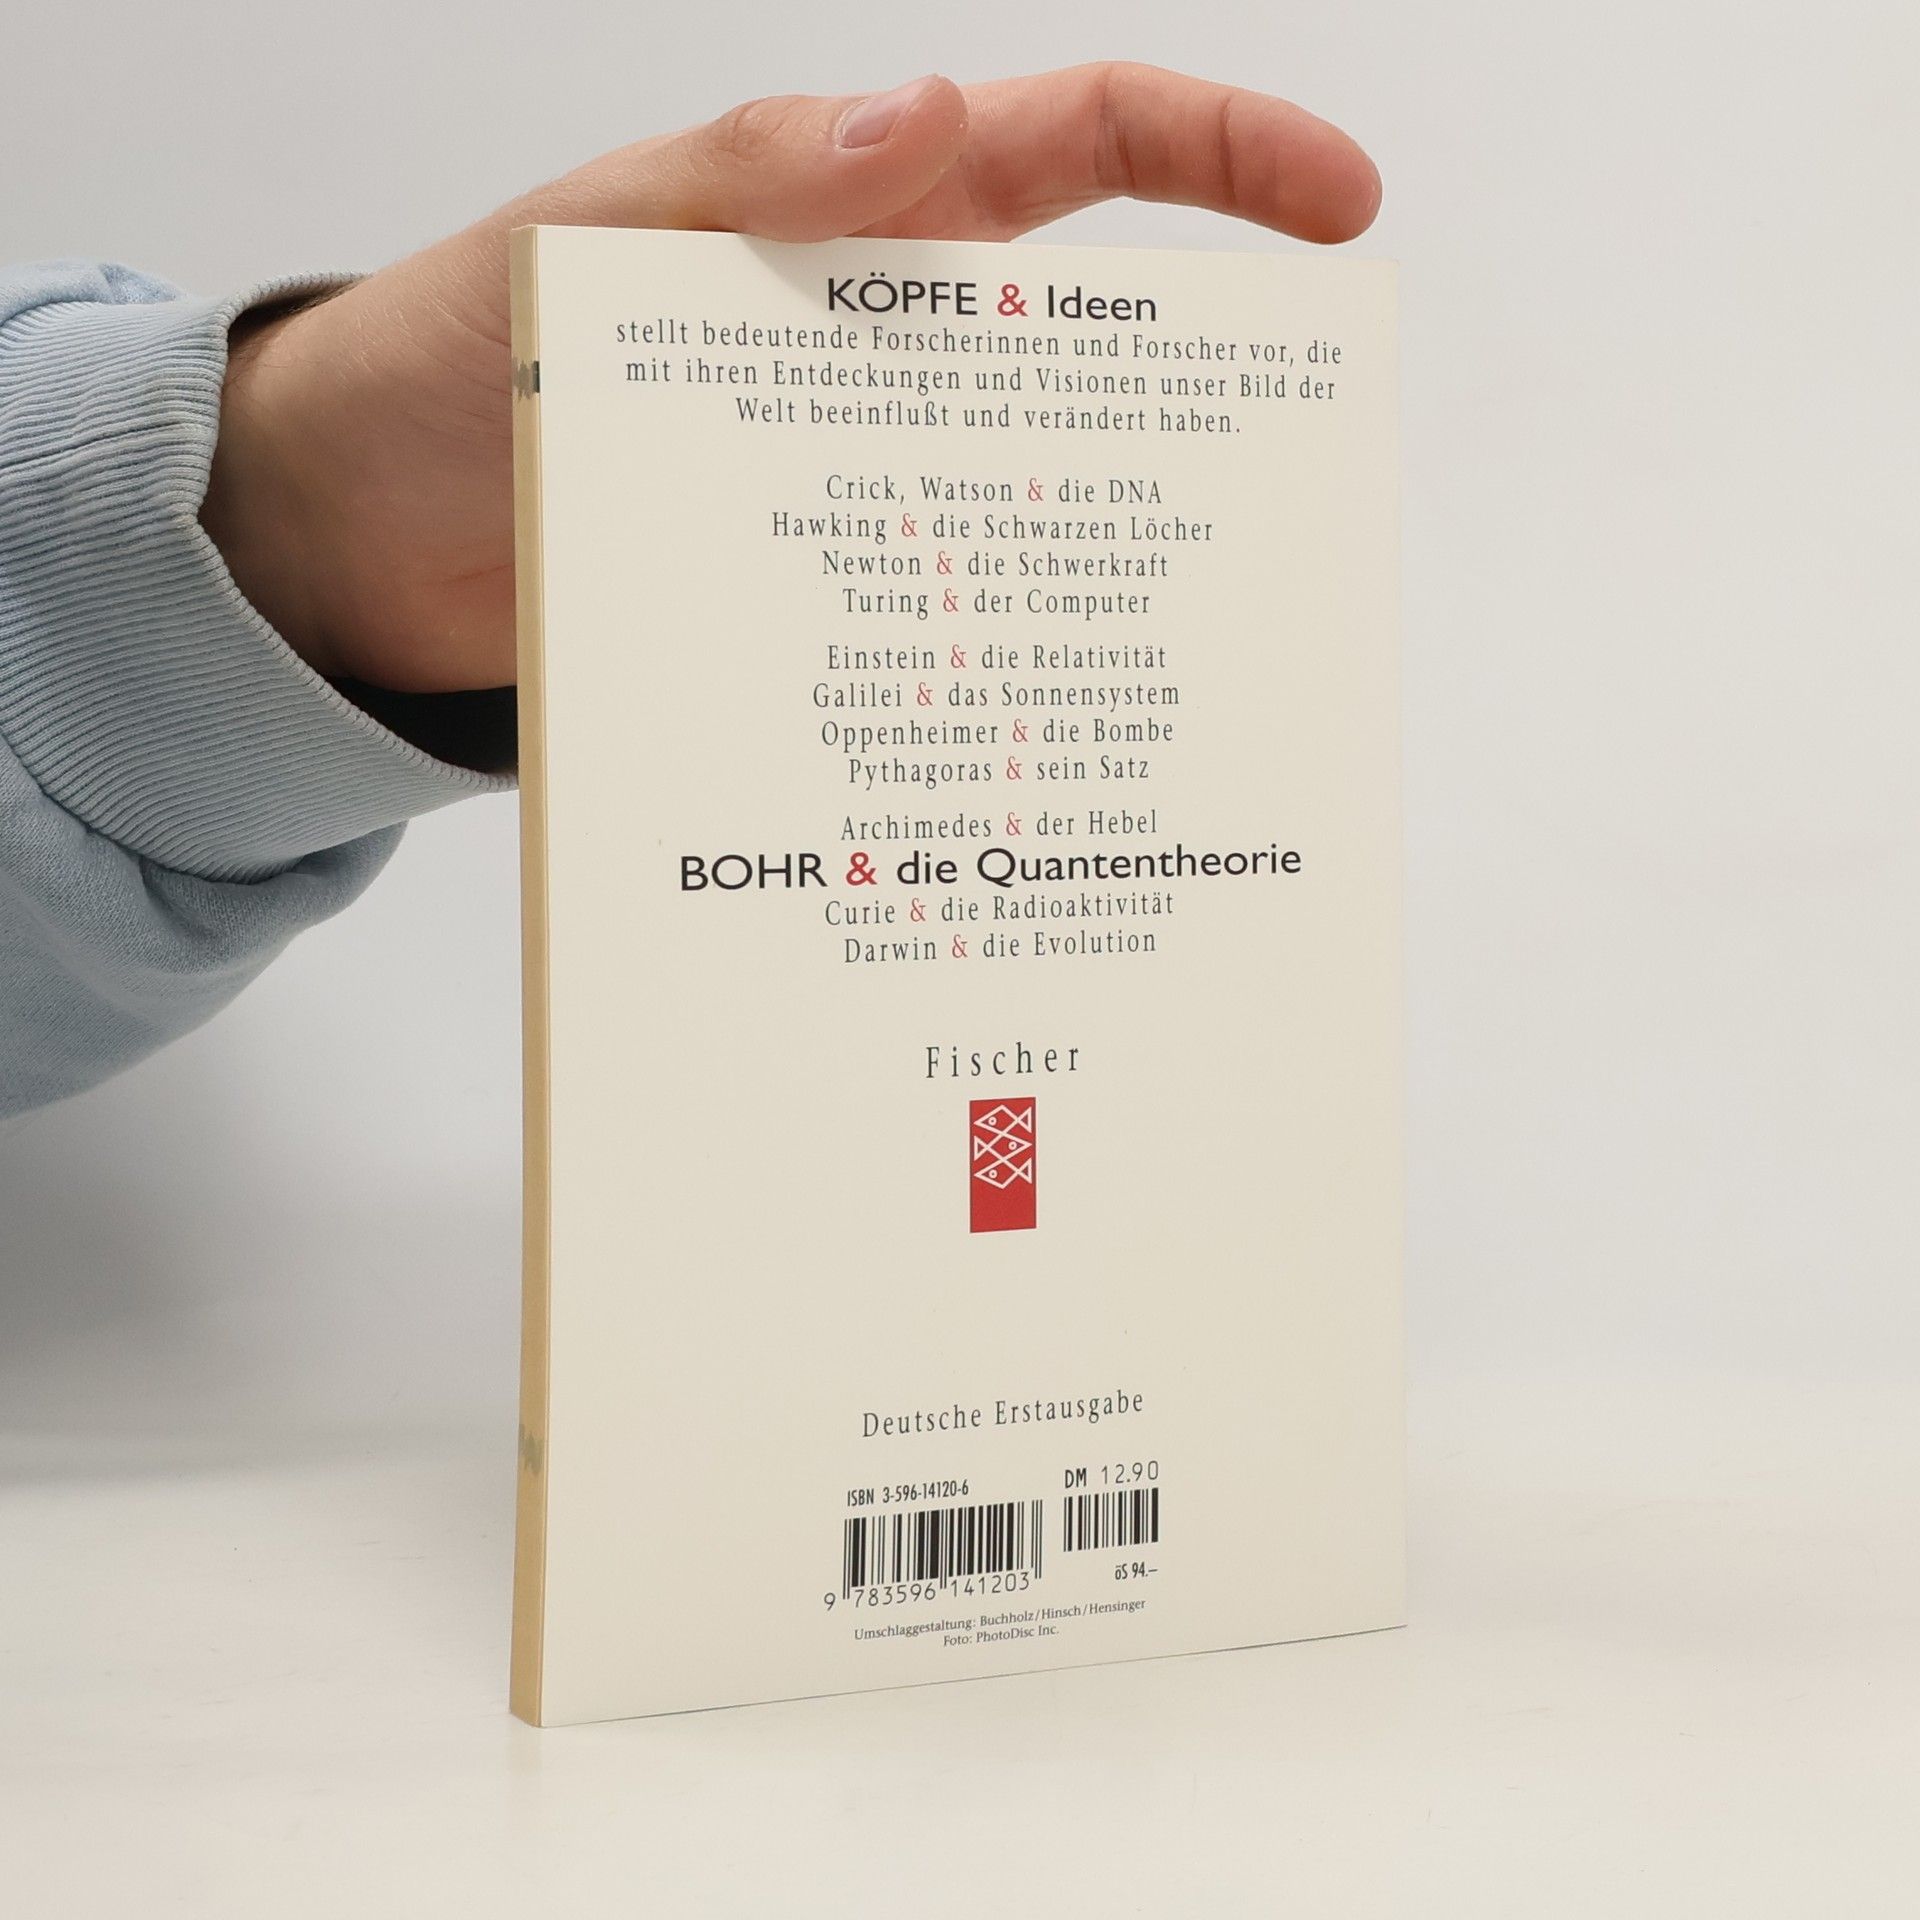 KÖPFE & Ideen
stellt bedeutende Forscherinnen und Forscher vor, die
mit ihren Entdeckungen und Visionen unser Bild der
Welt beeinflußt und verändert haben.
Crick, Watson & die DNA
Hawking & die Schwarzen Löcher
Newton & die Schwerkraft
Turing & der Computer
Einstein & die Relativität
Galilei & das Sonnensystem
Oppenheimer & die Bombe
Pythagoras & sein Satz
Archimedes & der Hebel
BOHR & die Quantentheorie
Curie & die Radioaktivität
Darwin & die Evolution
Fischer
Deutsche Erstausgabe
ISBN 3-596-14120-6
DM 12.90
9 783596 141203
öS 94.–
Umschlaggestaltung: Buchholz/Hinsch/Hensinger
Foto: PhotoDisc Inc.